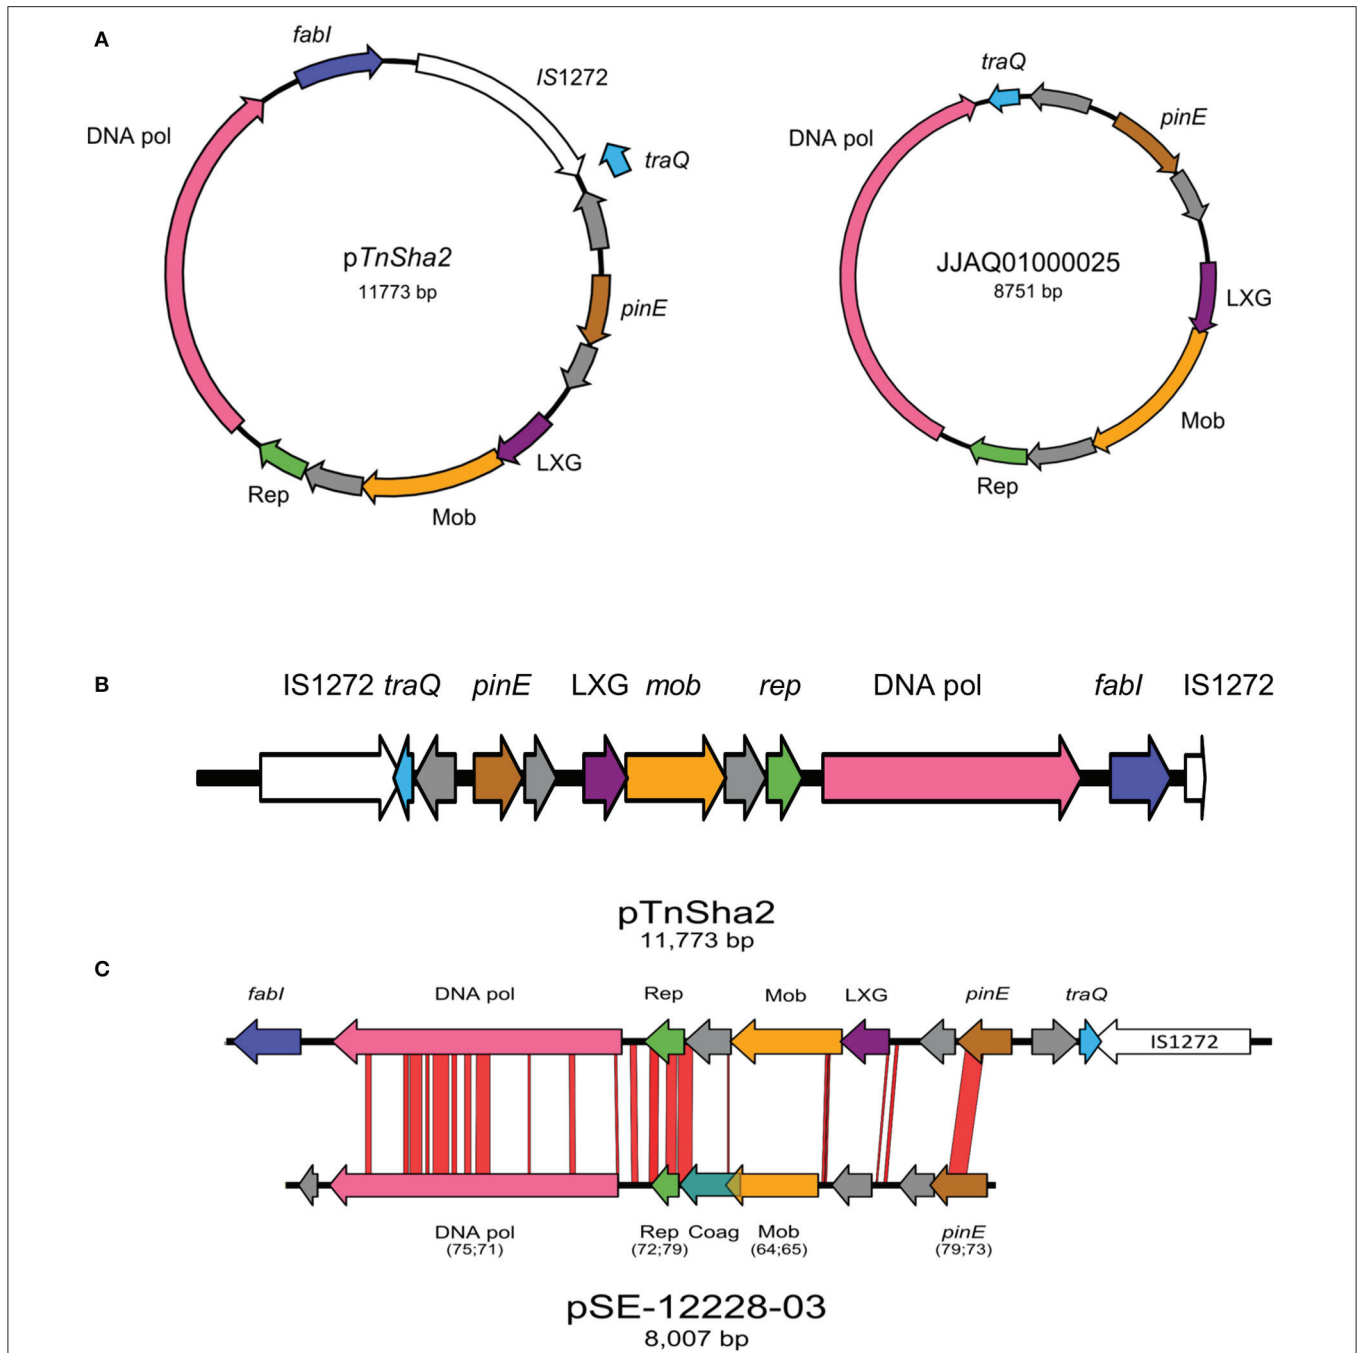 A
fabI
IS1272
traQ
DNA pol
pTnSha2
11773 bp
pinE
LXG
Mob
Rep
traQ
pinE
DNA pol
JJAQ01000025
8751 bp
LXG
Mob
Rep
B
IS1272 traQ pinE LXG mob rep DNA pol fabI IS1272
pTnSha2
11,773 bp
C
fabI DNA pol Rep Mob LXG pinE traQ
IS1272
DNA pol Rep Coag Mob pinE
(75;71) (72;79) (64;65) (79;73)
pSE-12228-03
8,007 bp